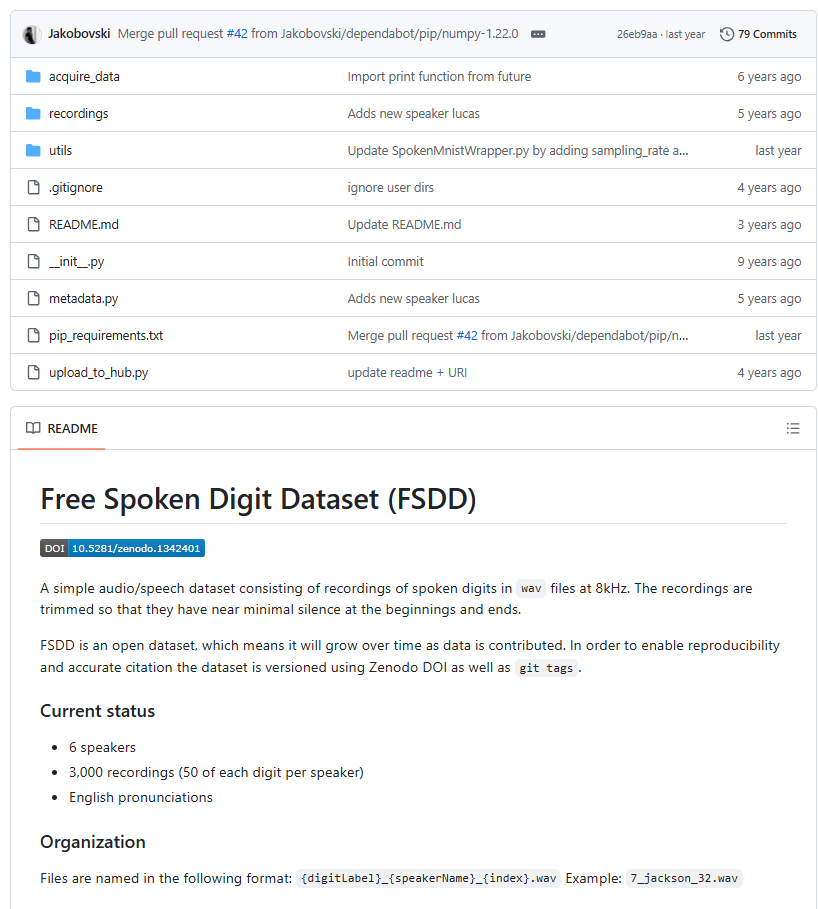 Jakobovski Merge pull request #42 from Jakobovski/dependabot/pip/numpy-1.22.0 26eb9aa · last year 79 Commits
acquire_data Import print function from future 6 years ago
recordings Adds new speaker lucas 5 years ago
utils Update SpokenMnistWrapper.py by adding sampling_rate a... last year
.gitignore ignore user dirs 4 years ago
README.md Update README.md 3 years ago
__init__.py Initial commit 9 years ago
metadata.py Adds new speaker lucas 5 years ago
pip_requirements.txt Merge pull request #42 from Jakobovski/dependabot/pip/n... last year
upload_to_hub.py update readme + URI 4 years ago
README
Free Spoken Digit Dataset (FSDD)
DOI 10.5281/zenodo.1342401
A simple audio/speech dataset consisting of recordings of spoken digits in wav files at 8kHz. The recordings are
trimmed so that they have near minimal silence at the beginnings and ends.
FSDD is an open dataset, which means it will grow over time as data is contributed. In order to enable reproducibility
and accurate citation the dataset is versioned using Zenodo DOI as well as git tags.
Current status
• 6 speakers
• 3,000 recordings (50 of each digit per speaker)
• English pronunciations
Organization
Files are named in the following format: {digitLabel}_{speakerName}_{index}.wav Example: 7_jackson_32.wav